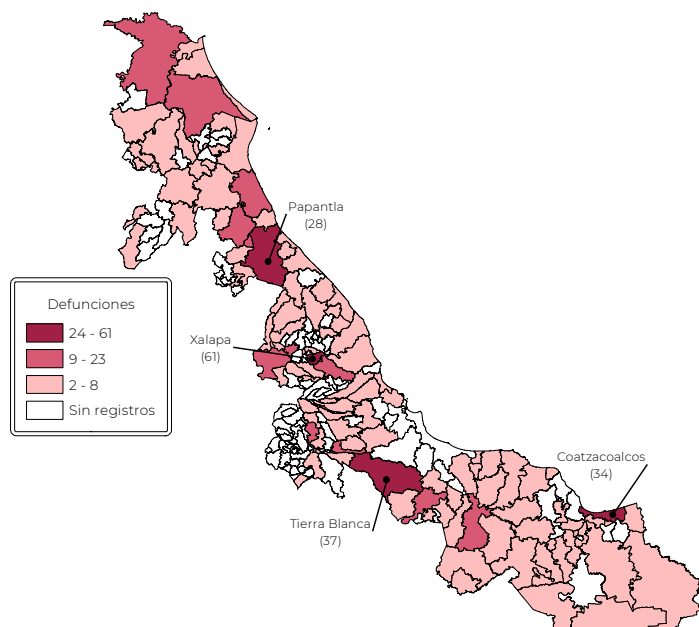 Papantla
(28)
Defunciones
24 - 61
9 - 23
2 - 8
Sin registros
Xalapa
(61)
Coatzacoalcos
(34)
Tierra Blanca
(37)